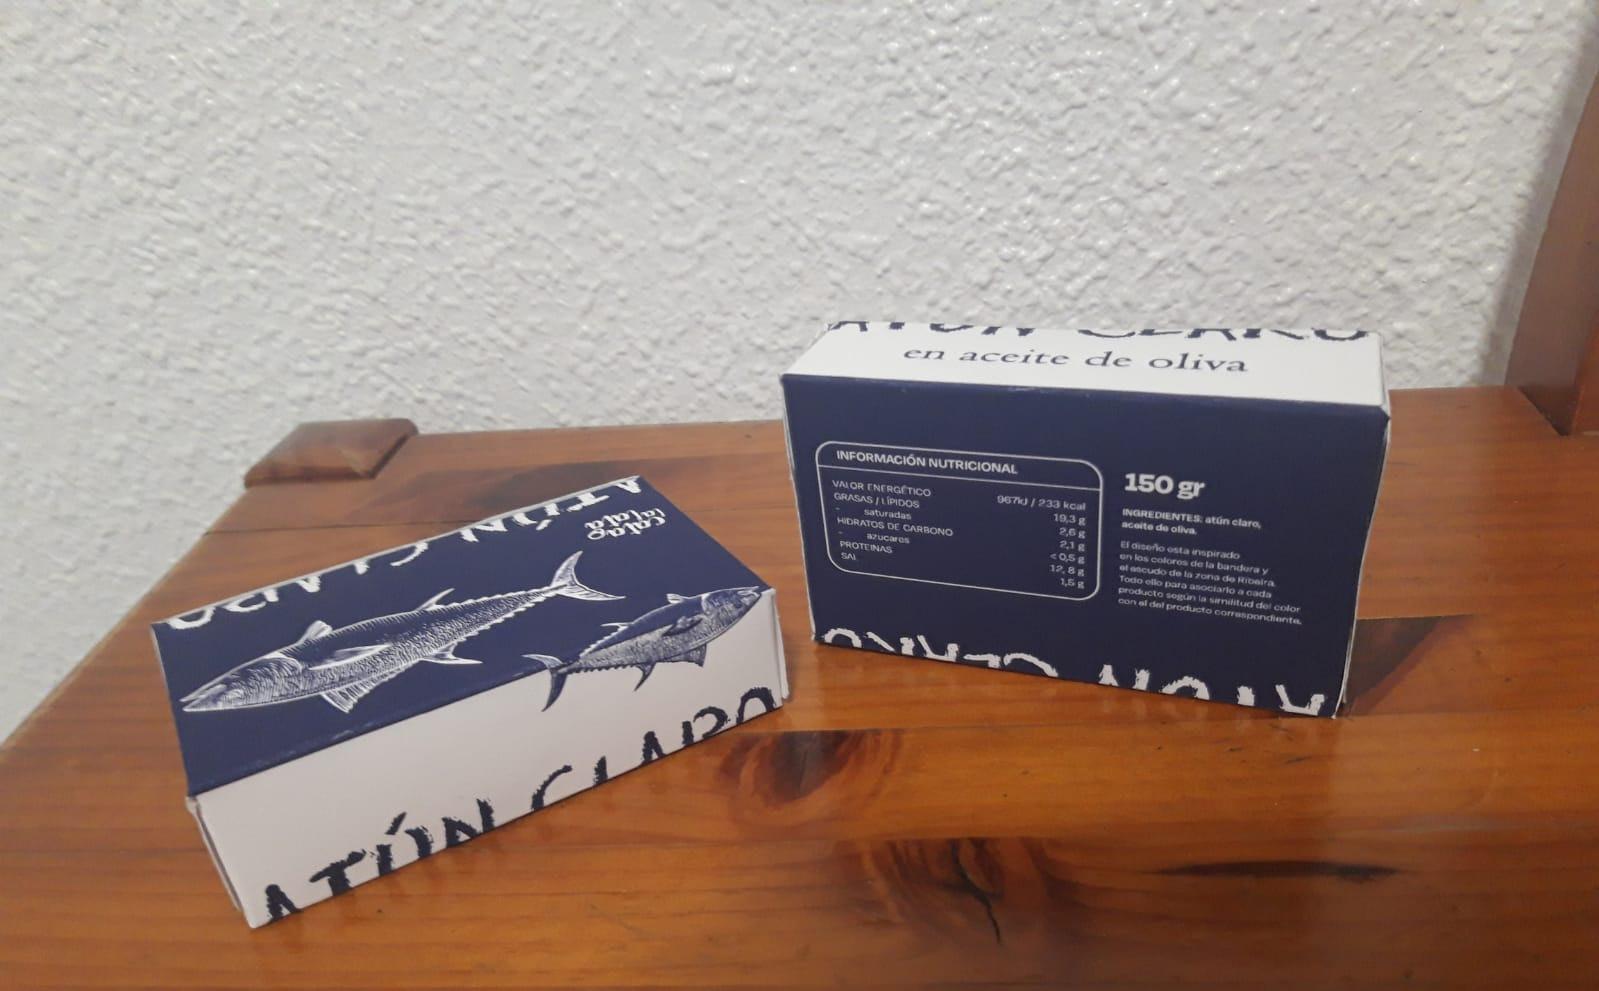 ATÚN CLARO
catao
la
fala
ATÚN CLARO
ATÚN CLARO
en aceite de oliva
INFORMACIÓN NUTRICIONAL
VALOR ENERGÉTICO 967kJ / 233 kcal
GRASAS / LÍPIDOS 19,3 g
- saturadas 2,6 g
HIDRATOS DE CARBONO 2,1 g
- azucares <0,5 g
PROTEINAS 12, 8 g
SAL 1,5 g
150 gr
INGREDIENTES: atún claro,
aceite de oliva.
El diseño esta inspirado
en los colores de la bandera y
el escudo de la zona de Ribeira.
Todo ello para asociarlo a cada
producto según la similitud del color
con el del producto correspondiente.
ATÚN CLARO